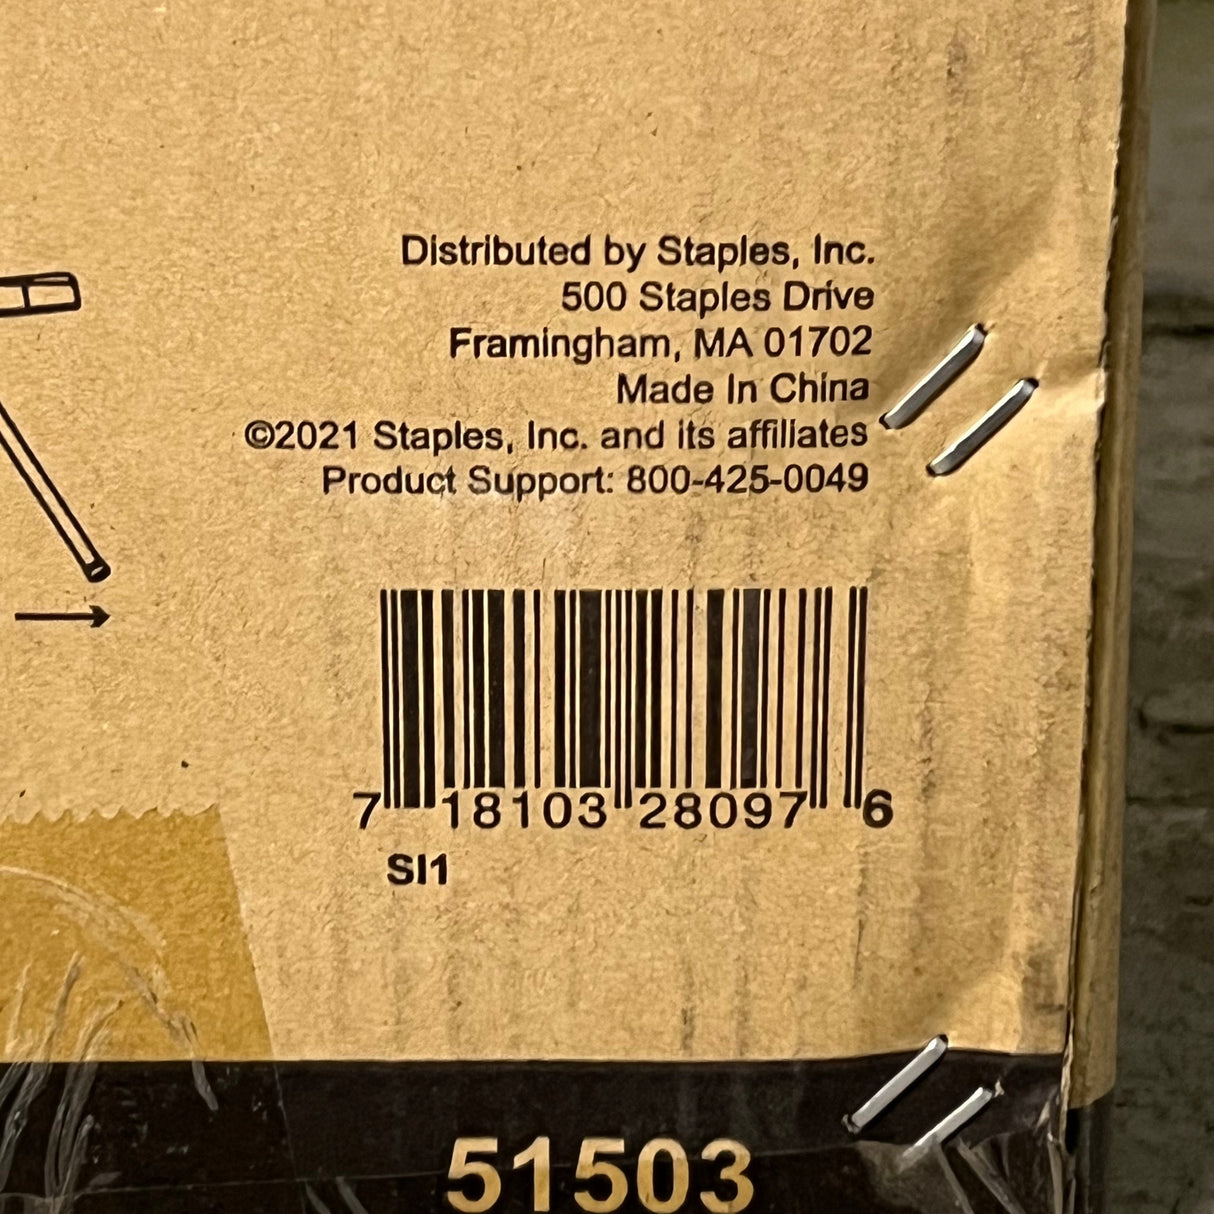 Distributed by Staples, Inc.
500 Staples Drive
Framingham, MA 01702
Made In China
©2021 Staples, Inc. and its affiliates
Product Support: 800-425-0049
7 18103 28097 6
SI1
51503